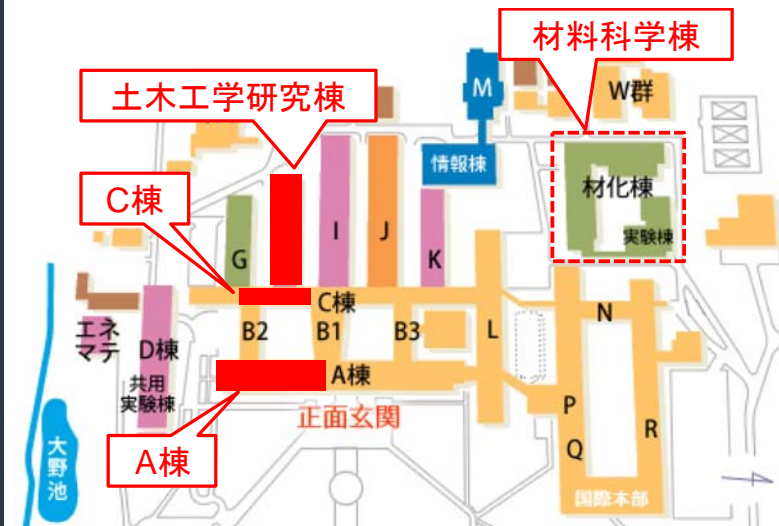 材料科学棟
土木工学研究棟
M
W群
情報棟
材化棟
実験棟
C棟
G
I
J
K
C棟
N
エネ
マテ
D棟
B2
B1
B3
L
共用
実験棟
A棟
正面玄関
P
Q
R
A棟
大野池
国際本部